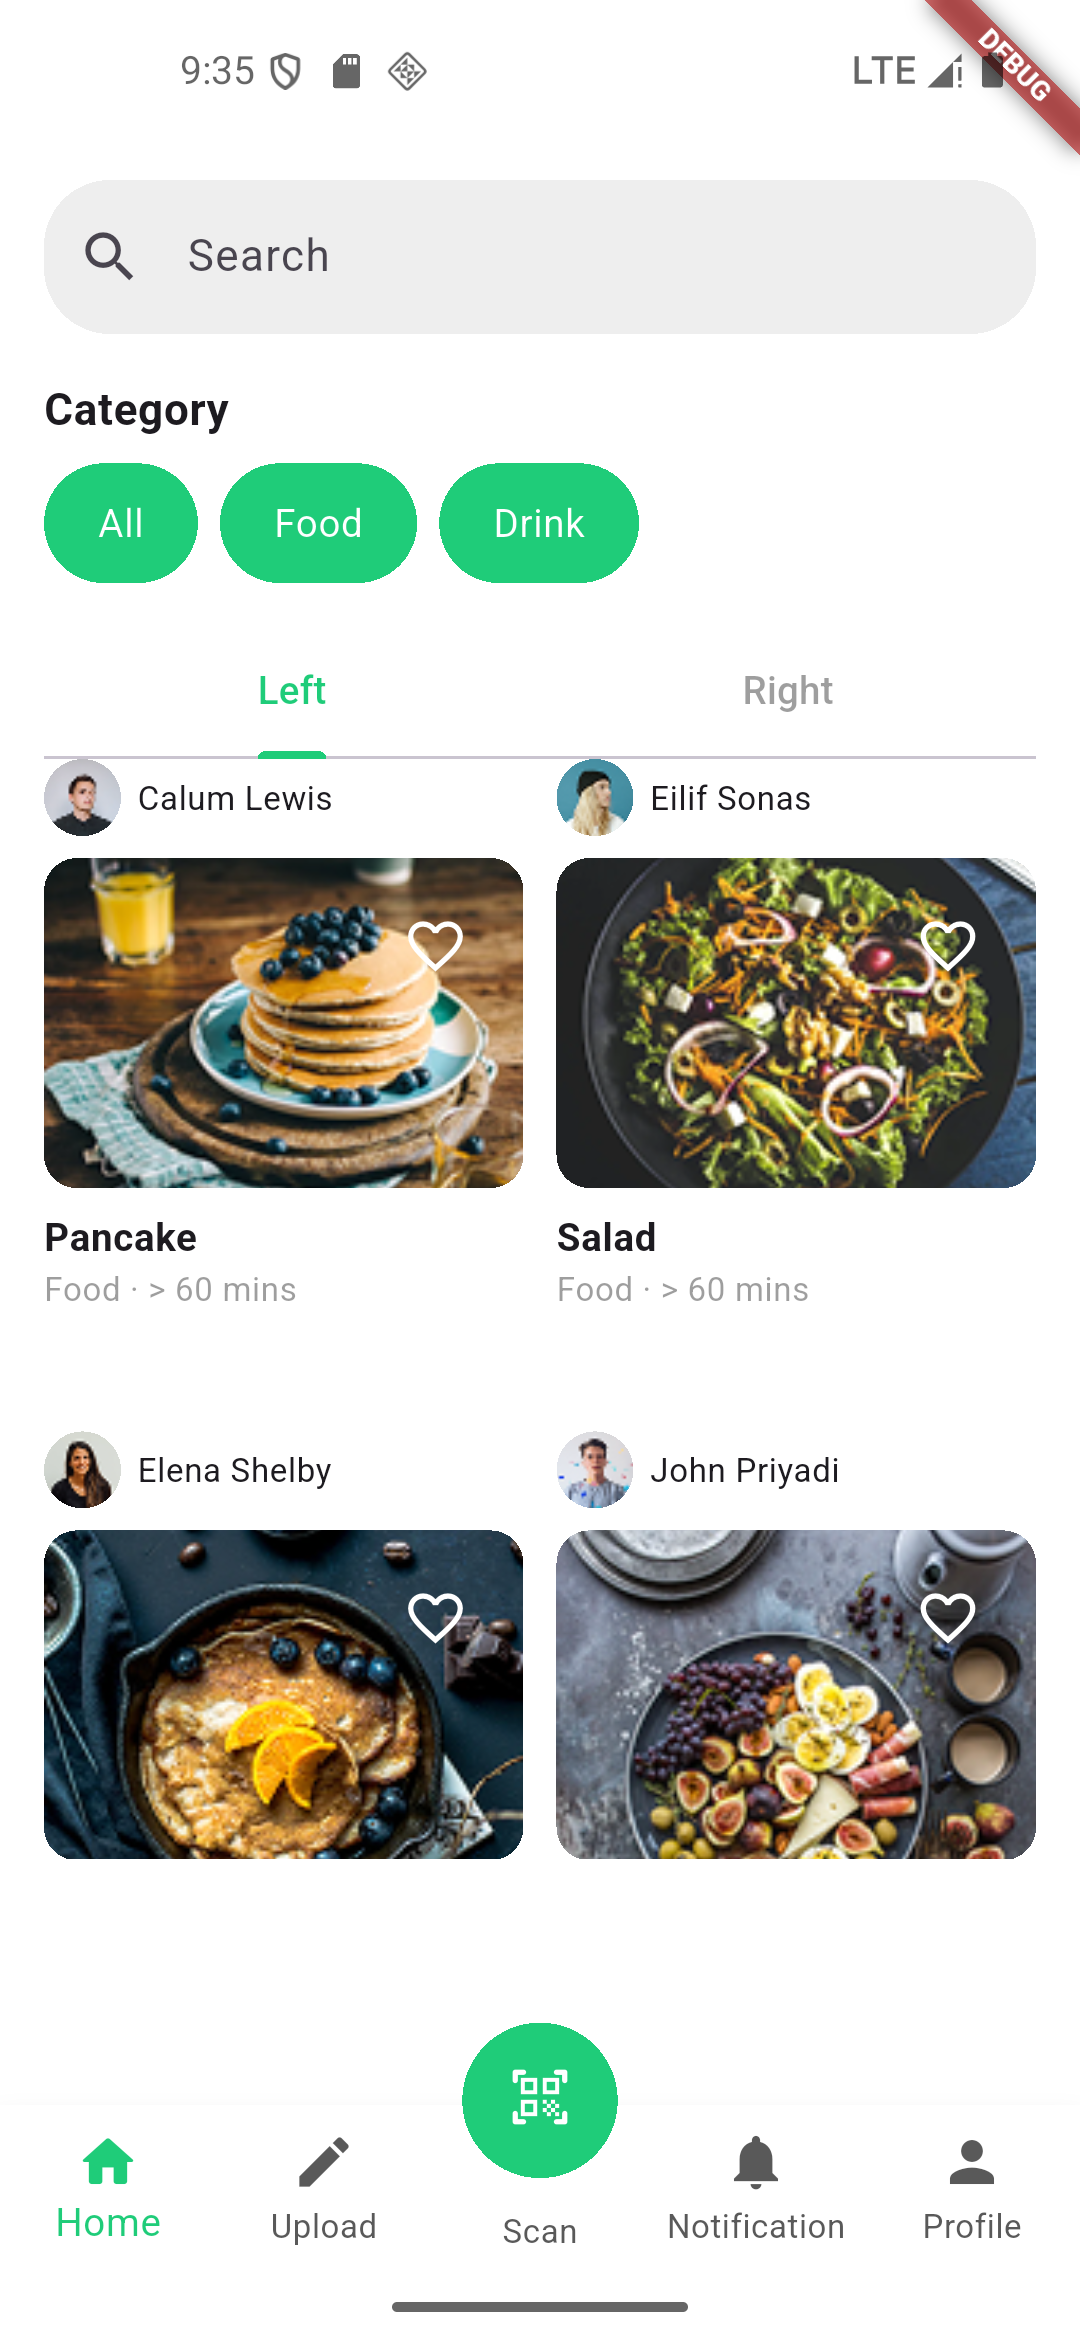 9:35
LTE
DEBUG
Search
Category
All Food Drink
Left Right
Calum Lewis Eilif Sonas
Pancake Salad
Food · > 60 mins Food · > 60 mins
Elena Shelby John Priyadi
Home Upload Scan Notification Profile